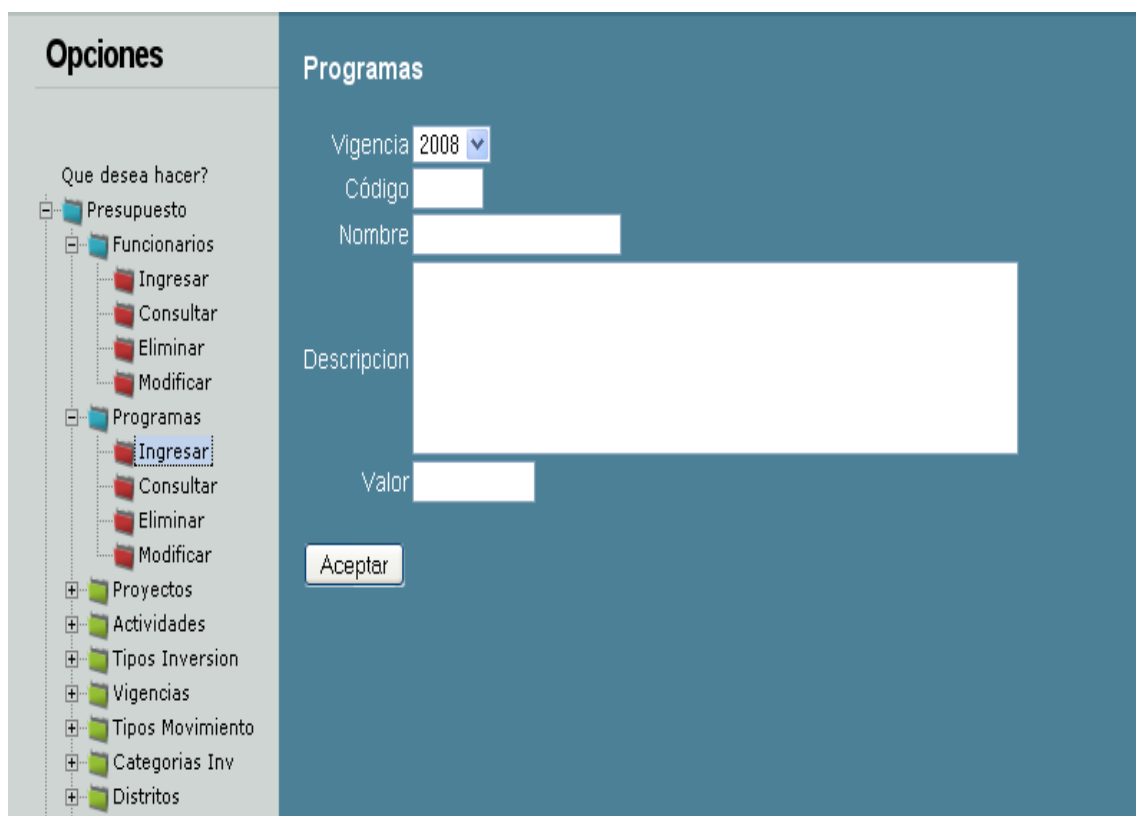 Opciones
Que desea hacer?
Presupuesto
Funcionarios
Ingresar
Consultar
Eliminar
Modificar
Programas
Ingresar
Consultar
Eliminar
Modificar
Proyectos
Actividades
Tipos Inversion
Vigencias
Tipos Movimiento
Categorias Inv
Distritos
Programas
Vigencia 2008
Código
Nombre
Descripcion
Valor
Aceptar